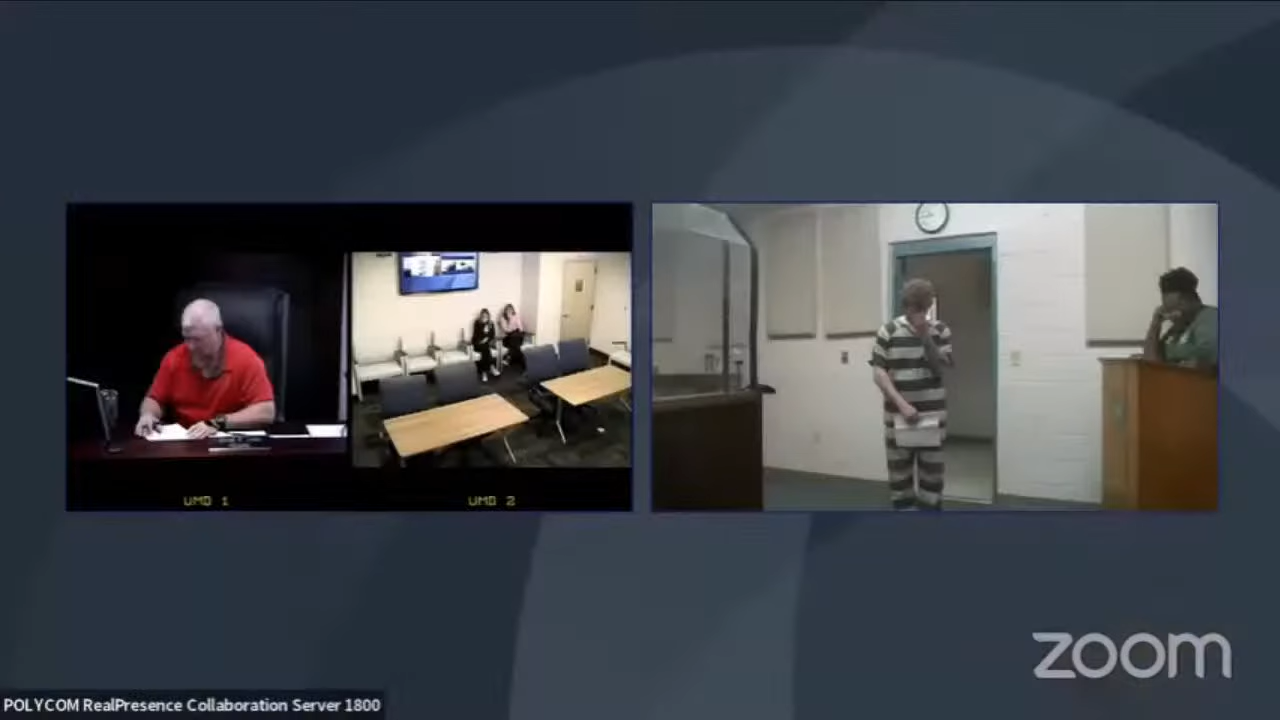 UMD 1
UMD 2
zoom
POLYCOM RealPresence Collaboration Server 1800